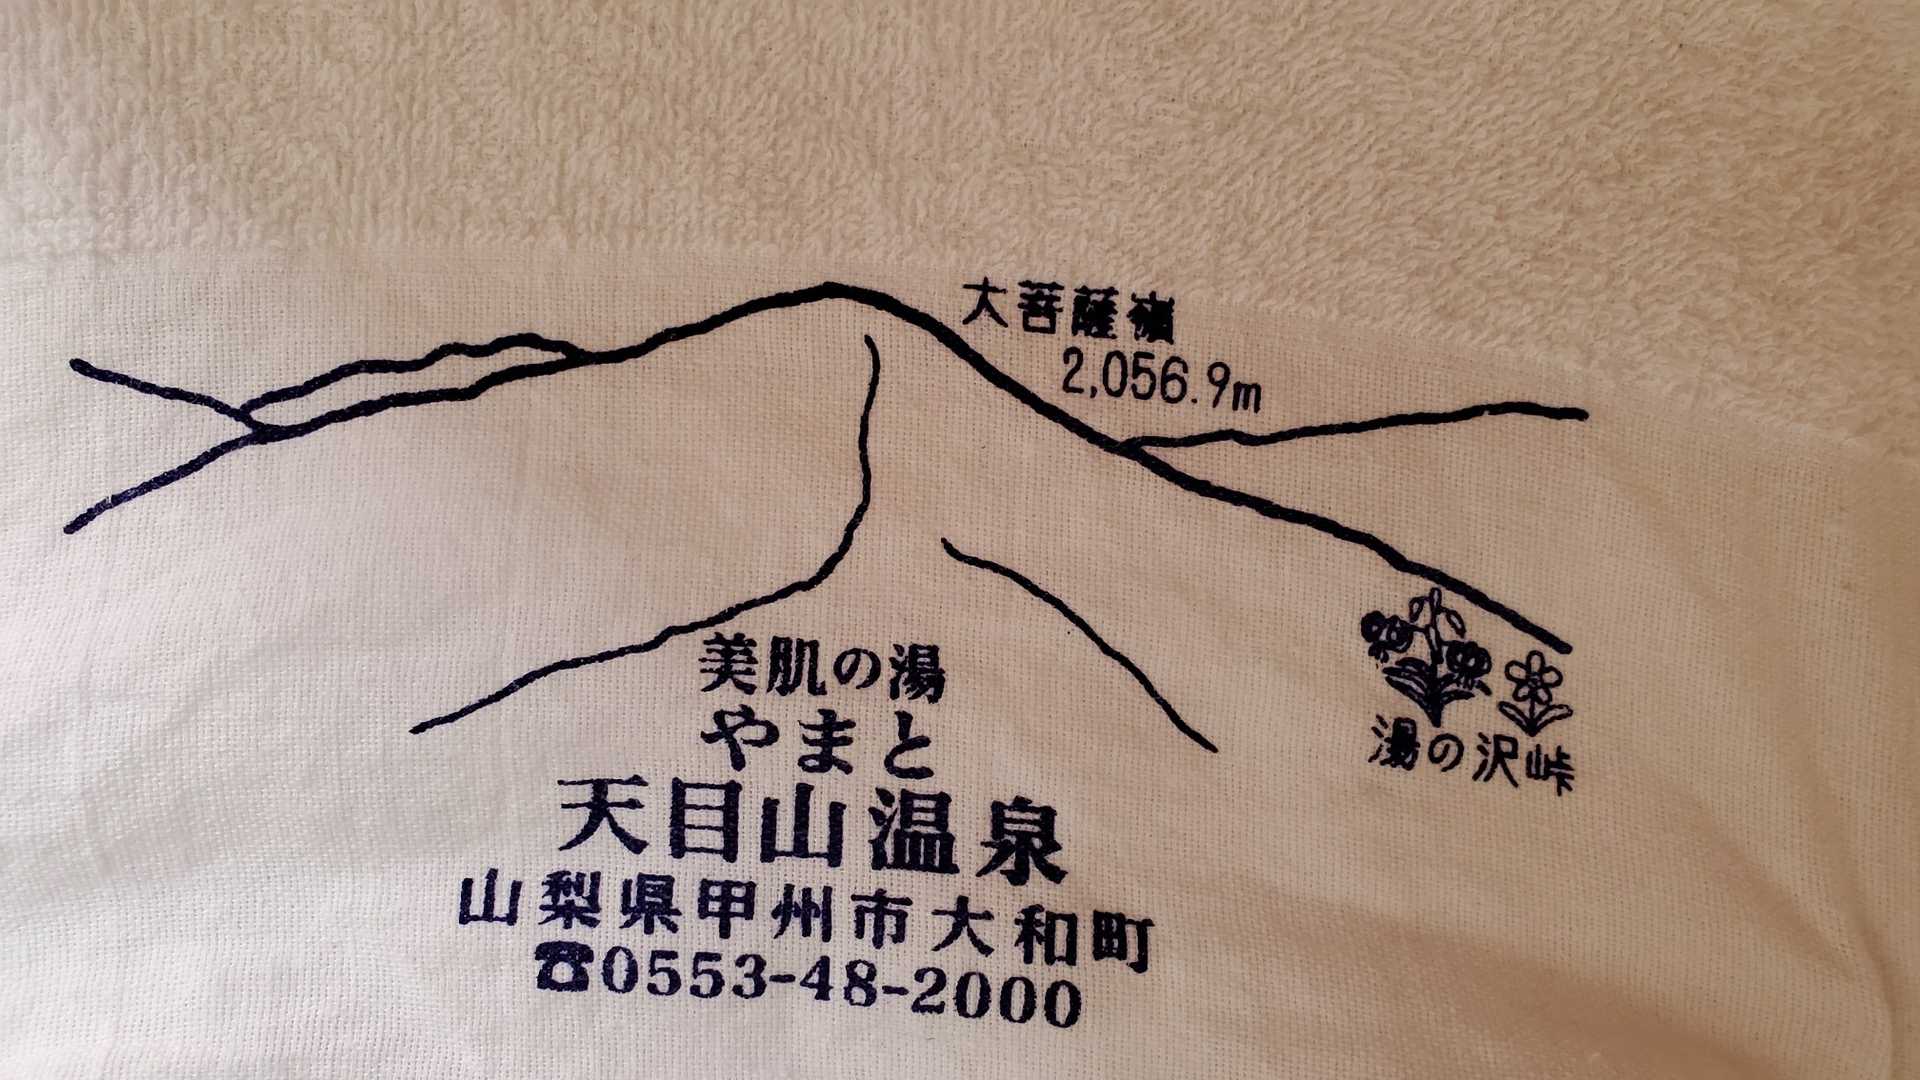 大菩薩嶺
2,056.9m
美肌の湯
やまと
天目山温泉
湯の沢峠
山梨県甲州市大和町
☎0553-48-2000